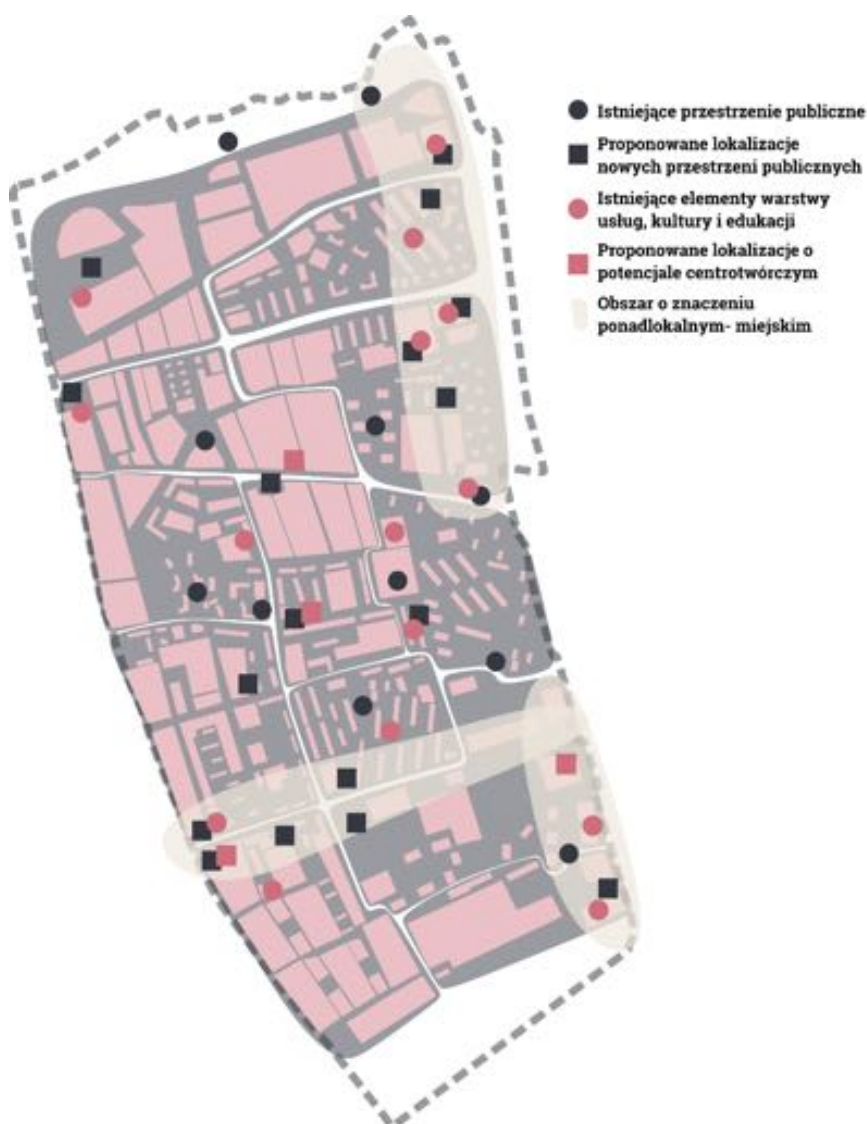 Istniejące przestrzenie publiczne
Proponowane lokalizacje
nowych przestrzeni publicznych
Istniejące elementy warstwy
usług, kultury i edukacji
Proponowane lokalizacje o
potencjale centrotwórczym
Obszar o znaczeniu
ponadlokalnym- miejskim